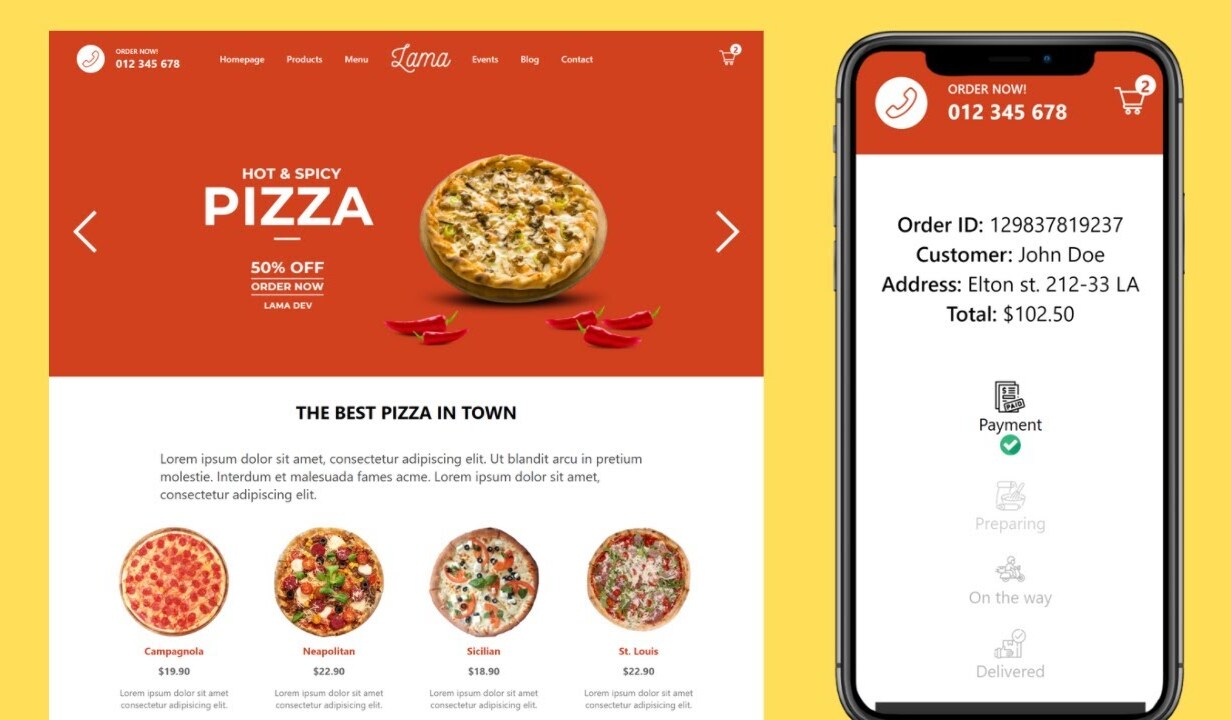 ORDER NOW!
012 345 678
Homepage
Products
Menu
Lama
Events
Blog
Contact
2
HOT & SPICY
PIZZA
50% OFF
ORDER NOW
LAMA DEV
THE BEST PIZZA IN TOWN
Lorem ipsum dolor sit amet, consectetur adipiscing elit. Ut blandit arcu in pretium
molestie. Interdum et malesuada fames acme. Lorem ipsum dolor sit amet,
consectetur adipiscing elit.
Campagnola
$19.90
Lorem ipsum dolor sit amet
consectetur adipiscing elit.
Neapolitan
$22.90
Lorem ipsum dolor sit amet
consectetur adipiscing elit.
Sicilian
$18.90
Lorem ipsum dolor sit amet
consectetur adipiscing elit.
St. Louis
$22.90
Lorem ipsum dolor sit amet
consectetur adipiscing elit.
ORDER NOW!
012 345 678
2
Order ID: 129837819237
Customer: John Doe
Address: Elton st. 212-33 LA
Total: $102.50
PAID
Payment
Preparing
On the way
Delivered